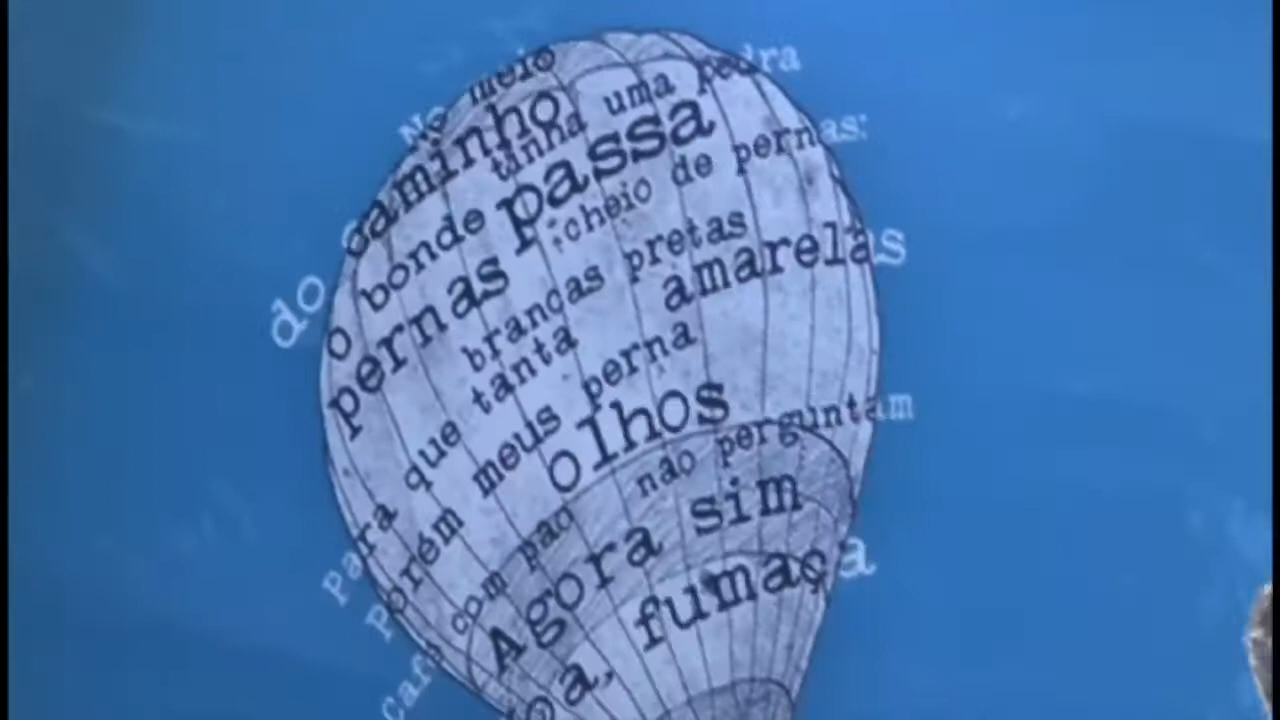 No meio
do caminho
tinha uma pedra
o bonde passa
cheio de pernas:
pernas
brancas pretas
amarelas
Para que tanta
perna
Porém meus
olhos
não perguntam
Café com pão
Agora sim
fumaça